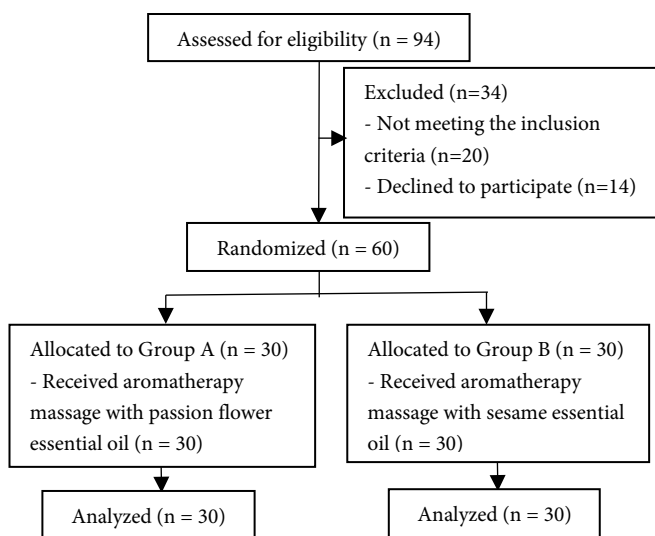 Assessed for eligibility (n = 94)
Excluded (n=34)
- Not meeting the inclusion
criteria (n=20)
- Declined to participate (n=14)
Randomized (n = 60)
Allocated to Group A (n = 30)
- Received aromatherapy
massage with passion flower
essential oil (n = 30)
Allocated to Group B (n = 30)
- Received aromatherapy
massage with sesame essential
oil (n = 30)
Analyzed (n = 30)
Analyzed (n = 30)